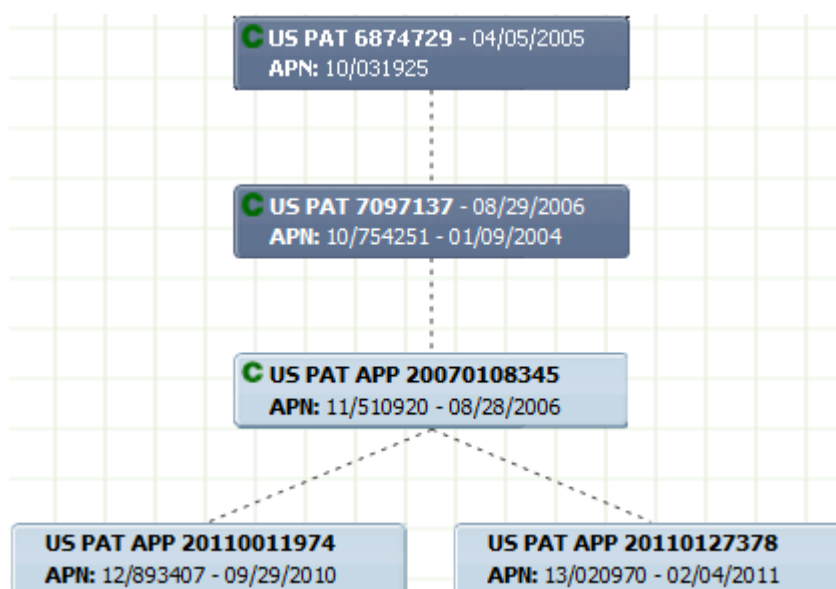 C US PAT 6874729 - 04/05/2005
APN: 10/031925
C US PAT 7097137 - 08/29/2006
APN: 10/754251 - 01/09/2004
C US PAT APP 20070108345
APN: 11/510920 - 08/28/2006
US PAT APP 20110011974
APN: 12/893407 - 09/29/2010
US PAT APP 20110127378
APN: 13/020970 - 02/04/2011